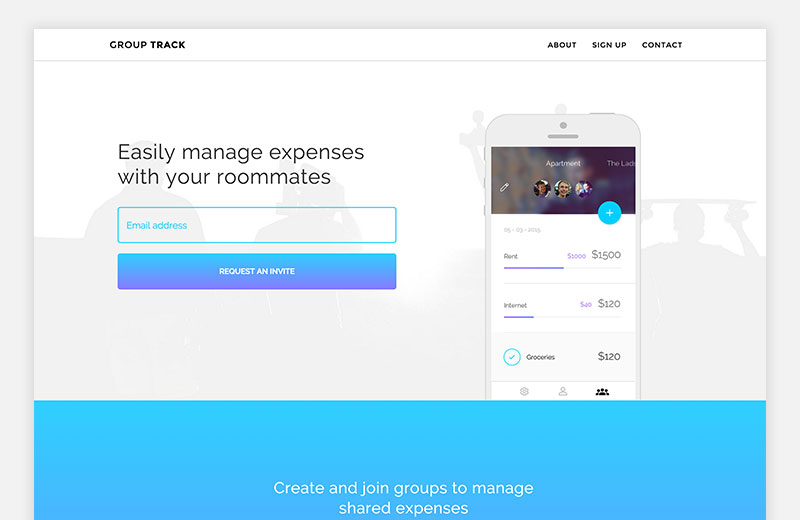 GROUP TRACK
ABOUT SIGN UP CONTACT
Easily manage expenses
with your roommates
Email address
REQUEST AN INVITE
Apartment
The Lads
05 - 03 - 2015
Rent $1000 $1500
Internet $40 $120
Groceries $120
Create and join groups to manage
shared expenses